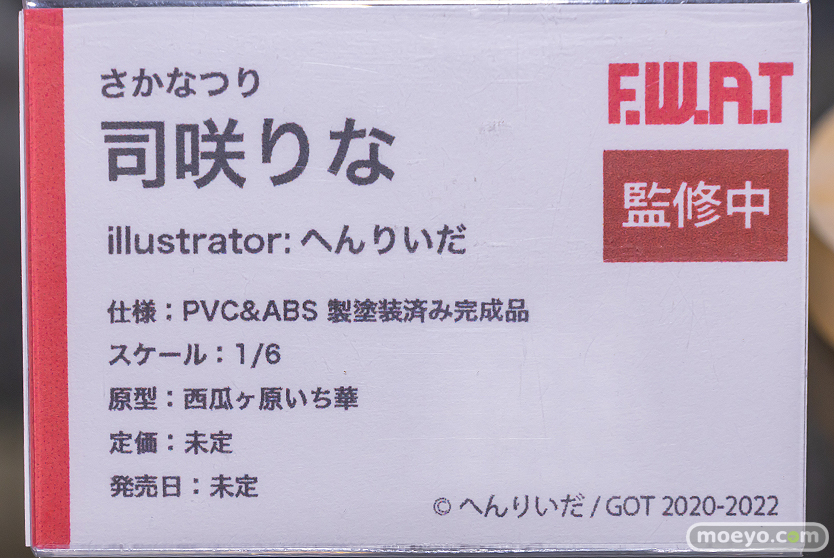 さかなつり
司咲りな
illustrator: へんりいだ
F.W.A.T
監修中
仕様：PVC&ABS 製塗装済み完成品
スケール：1/6
原型：西瓜ヶ原いち華
定価：未定
発売日：未定
© へんりいだ / GOT 2020-2022
moeyo.com